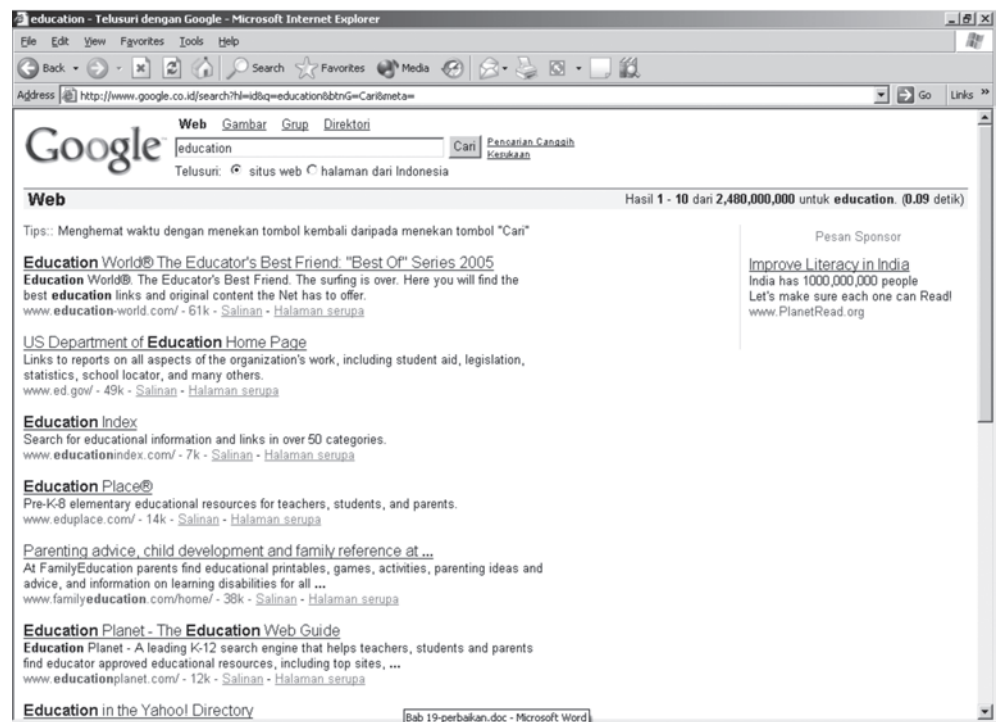 education - Telusuri dengan Google - Microsoft Internet Explorer
File Edit View Favorites Tools Help
Back Search Favorites Media
Address http://www.google.co.id/search?hl=id&q=education&btnG=Cari&meta= Go Links »
Google
Web Gambar Grup Direktori
education Cari Pencarian Canggih
Kesukaan
Telusuri: situs web halaman dari Indonesia
Web Hasil 1 - 10 dari 2,480,000,000 untuk education. (0.09 detik)
Tips:: Menghemat waktu dengan menekan tombol kembali daripada menekan tombol "Cari"
Education World® The Educator's Best Friend: "Best Of" Series 2005
Education World®. The Educator's Best Friend. The surfing is over. Here you will find the
best education links and original content the Net has to offer.
www.education-world.com/ - 61k - Salinan - Halaman serupa
US Department of Education Home Page
Links to reports on all aspects of the organization's work, including student aid, legislation,
statistics, school locator, and many others.
www.ed.gov/ - 49k - Salinan - Halaman serupa
Education Index
Search for educational information and links in over 50 categories.
www.educationindex.com/ - 7k - Salinan - Halaman serupa
Education Place®
Pre-K-8 elementary educational resources for teachers, students, and parents.
www.eduplace.com/ - 14k - Salinan - Halaman serupa
Parenting advice, child development and family reference at ...
At FamilyEducation parents find educational printables, games, activities, parenting ideas and
advice, and information on learning disabilities for all ...
www.familyeducation.com/home/ - 38k - Salinan - Halaman serupa
Education Planet - The Education Web Guide
Education Planet - A leading K-12 search engine that helps teachers, students and parents
find educator approved educational resources, including top sites, ...
www.educationplanet.com/ - 12k - Salinan - Halaman serupa
Education in the Yahoo! Directory
Pesan Sponsor
Improve Literacy in India
India has 1000,000,000 people
Let's make sure each one can Read!
www.PlanetRead.org
Bab 19-perbaikan.doc - Microsoft Word